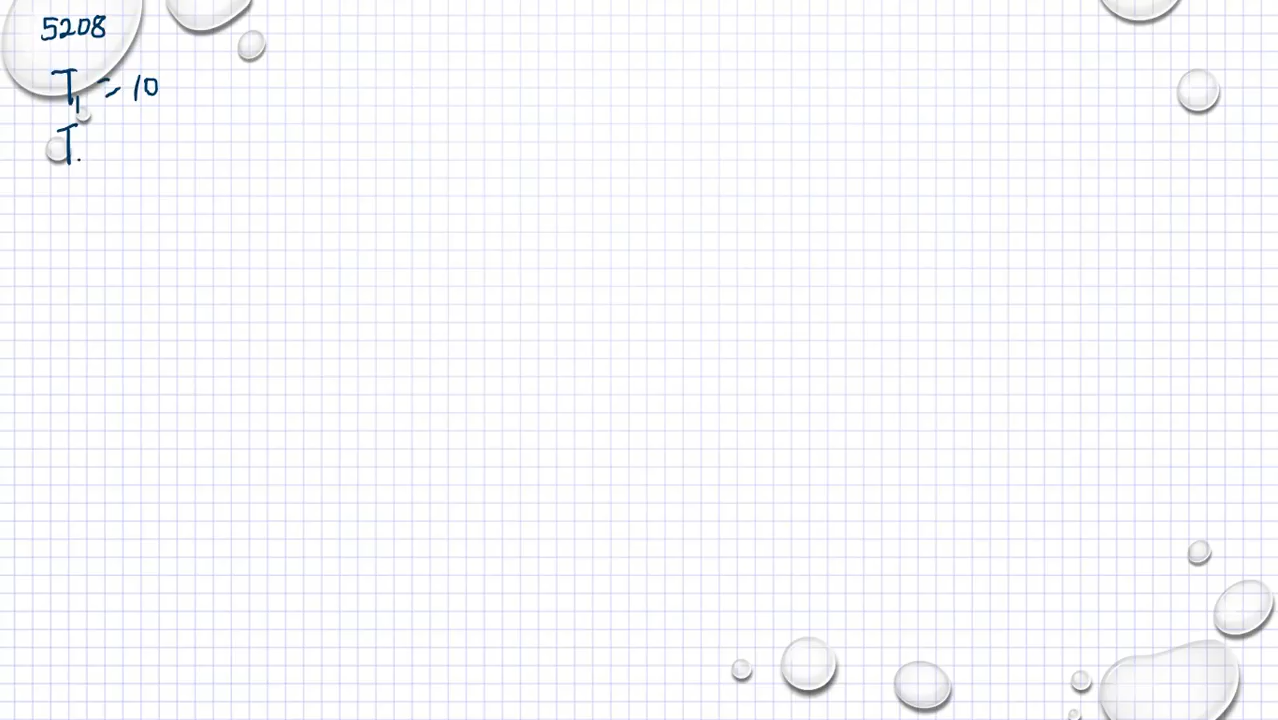 5208
T₁ = 10
T.